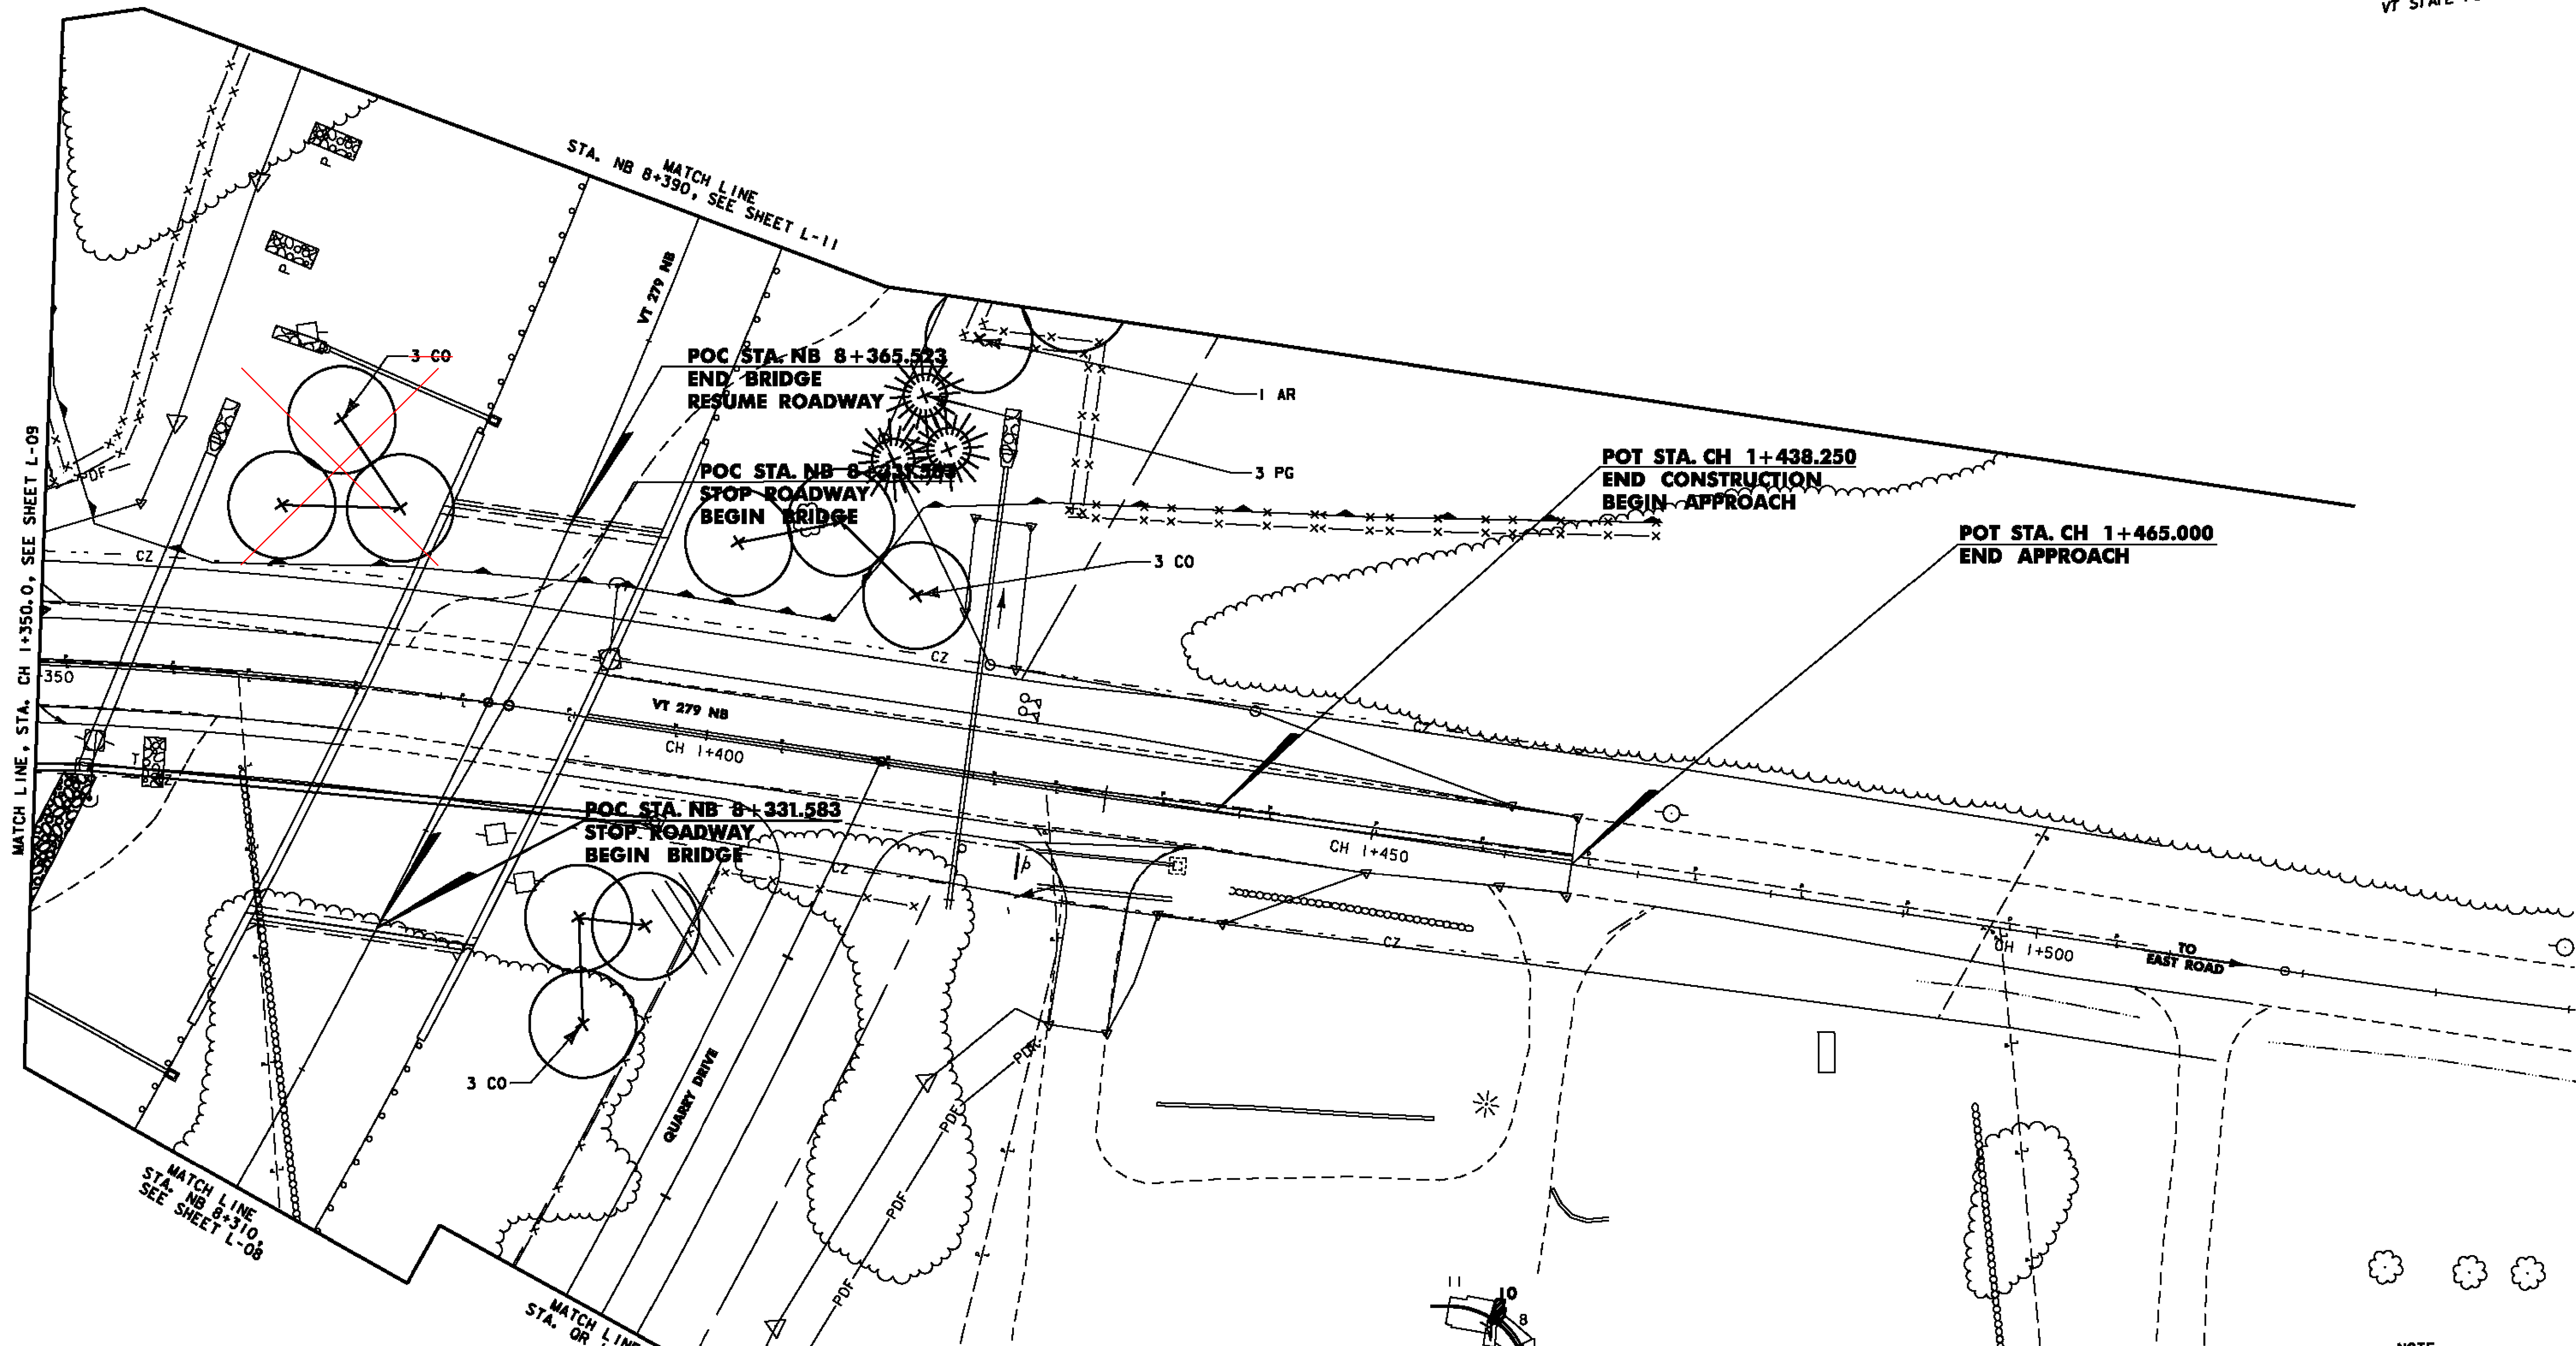 MATCH LINE
STA. NB 8+390, SEE SHEET L-11
P
P
VT 279 NB
3 CO
POC STA. NB 8+365.523
END BRIDGE
RESUME ROADWAY
1 AR
3 PG
POC STA. NB
STOP ROADWAY
BEGIN BRIDGE
POT STA. CH 1+438.250
END CONSTRUCTION
BEGIN APPROACH
POT STA. CH 1+465.000
END APPROACH
3 CO
PDF
CZ
CZ
CZ
MATCH LINE, STA. CH 1+350.0, SEE SHEET L-09
350
VT 279 NB
CH 1+400
T
POC STA. NB 8+331.583
STOP ROADWAY
BEGIN BRIDGE
CZ
CH 1+450
CZ
CH 1+500
TO
EAST ROAD
3 CO
QUARRY DRIVE
PDF
PDF
PDF
PDF
MATCH LINE
STA. NB 8+310,
SEE SHEET L-08
MATCH LINE
STA. QR
10
8
NOTE
VT STATE